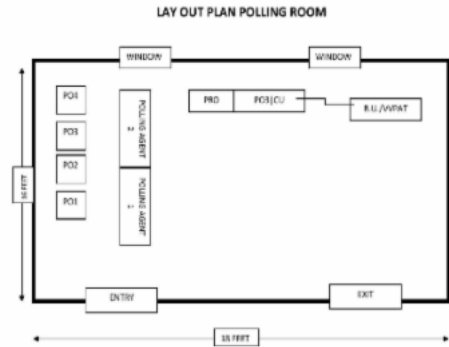 LAY OUT PLAN POLLING ROOM
WINDOW
WINDOW
PO4
PO3
PO2
PO1
POLLING AGENT
2
POLLING AGENT
1
PRO
PO3|CU
B.U./VVPAT
16 FEET
ENTRY
EXIT
18 FEET